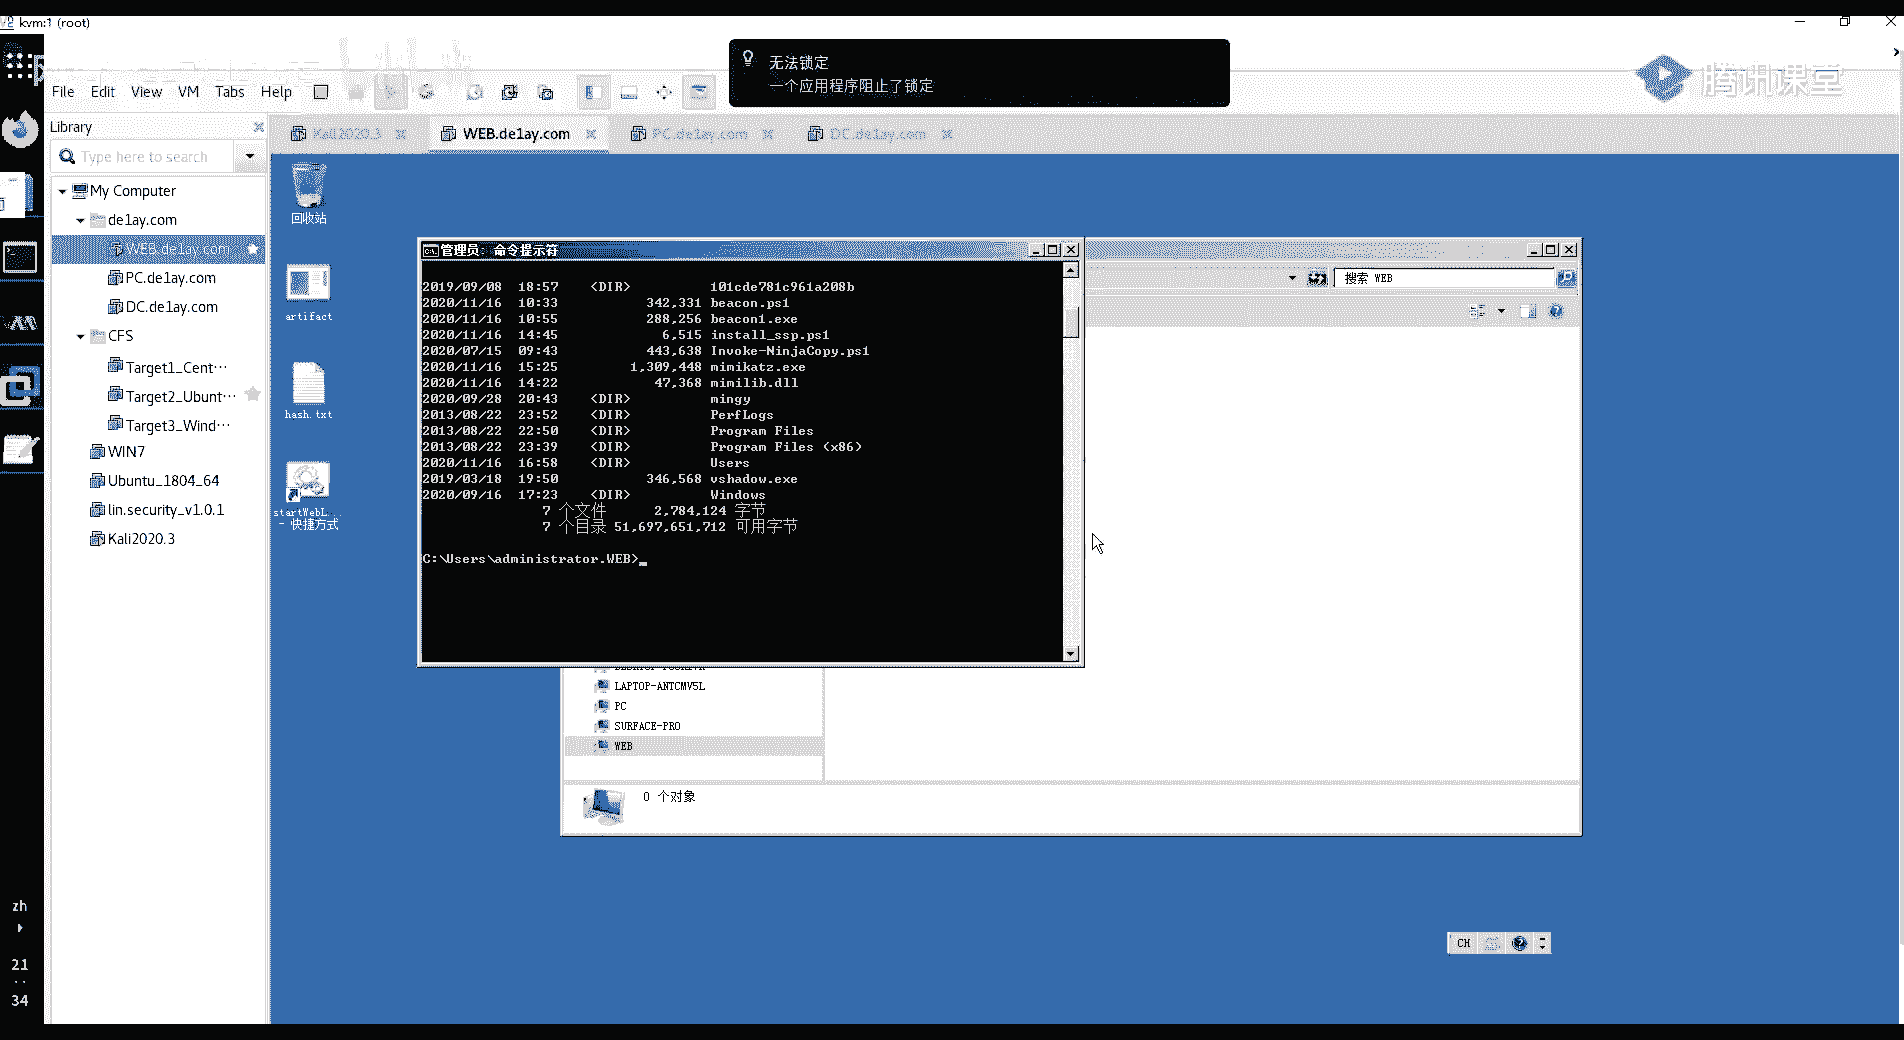 kvm:1 (root)
无法锁定
一个应用程序阻止了锁定
腾讯课堂
File Edit View VM Tabs Help
Library
Kali2020.3
WEB.de1ay.com
PC.de1ay.com
DC.de1ay.com
Type here to search
My Computer
de1ay.com
WEB.de1ay.com
PC.de1ay.com
DC.de1ay.com
CFS
Target1_Cent···
Target2_Ubunt···
Target3_Wind···
WIN7
Ubuntu_1804_64
lin.security_v1.0.1
Kali2020.3
回收站
artifact
hash.txt
startWebL...
- 快捷方式
管理员: 命令提示符
2019/09/08 18:57 <DIR> 101cde781c961a208b
2020/11/16 10:33 342,331 beacon.ps1
2020/11/16 10:55 288,256 beacon1.exe
2020/11/16 14:45 6,515 install_ssp.ps1
2020/07/15 09:43 443,638 Invoke-NinjaCopy.ps1
2020/11/16 15:25 1,309,448 mimikatz.exe
2020/11/16 14:22 47,368 mimilib.dll
2020/09/28 20:43 <DIR> mingy
2013/08/22 23:52 <DIR> PerfLogs
2013/08/22 22:50 <DIR> Program Files
2013/08/22 23:39 <DIR> Program Files (x86)
2020/11/16 16:58 <DIR> Users
2019/03/18 19:50 346,568 vshadow.exe
2020/09/16 17:23 <DIR> Windows
7 个文件 2,784,124 字节
7 个目录 51,697,651,712 可用字节
C:\Users\administrator.WEB>
搜索 WEB
LAPTOP-ANTCMV5L
PC
SURFACE-PRO
WEB
0 个对象
CH
zh
21
34